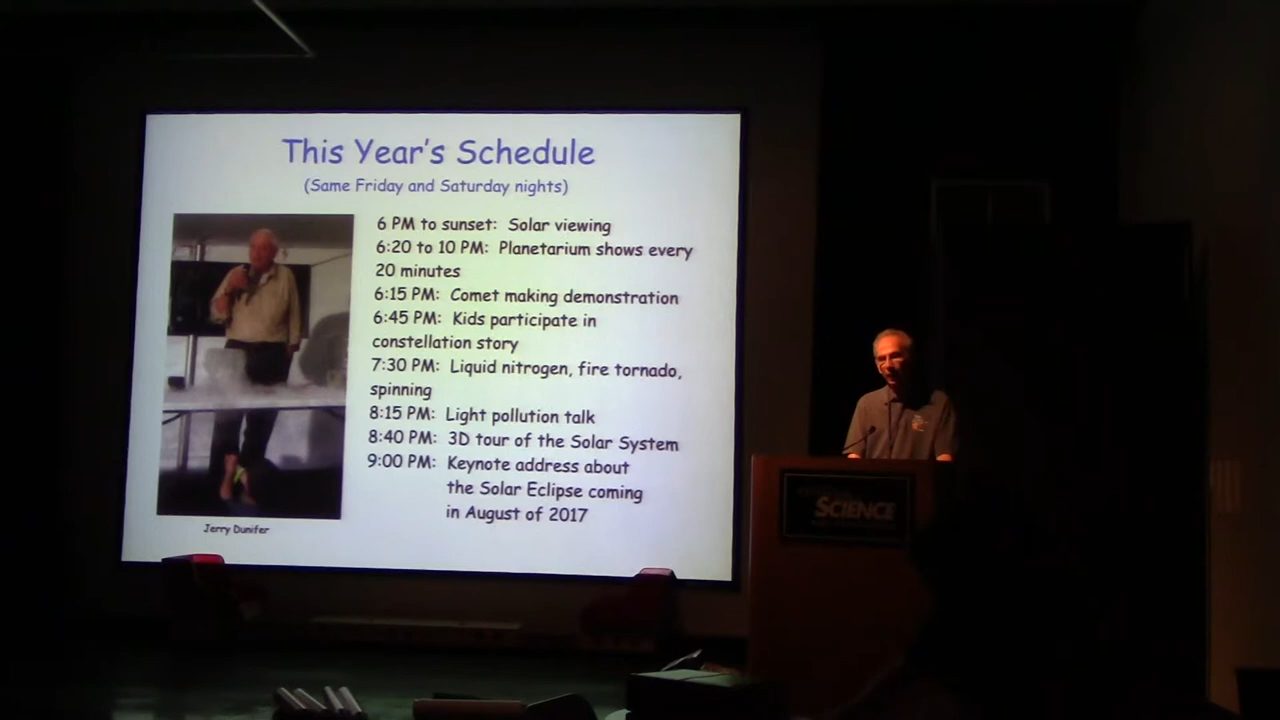 This Year's Schedule
(Same Friday and Saturday nights)
6 PM to sunset: Solar viewing
6:20 to 10 PM: Planetarium shows every
20 minutes
6:15 PM: Comet making demonstration
6:45 PM: Kids participate in
constellation story
7:30 PM: Liquid nitrogen, fire tornado,
spinning
8:15 PM: Light pollution talk
8:40 PM: 3D tour of the Solar System
9:00 PM: Keynote address about
the Solar Eclipse coming
in August of 2017
Jerry Dunifer
SCIENCE